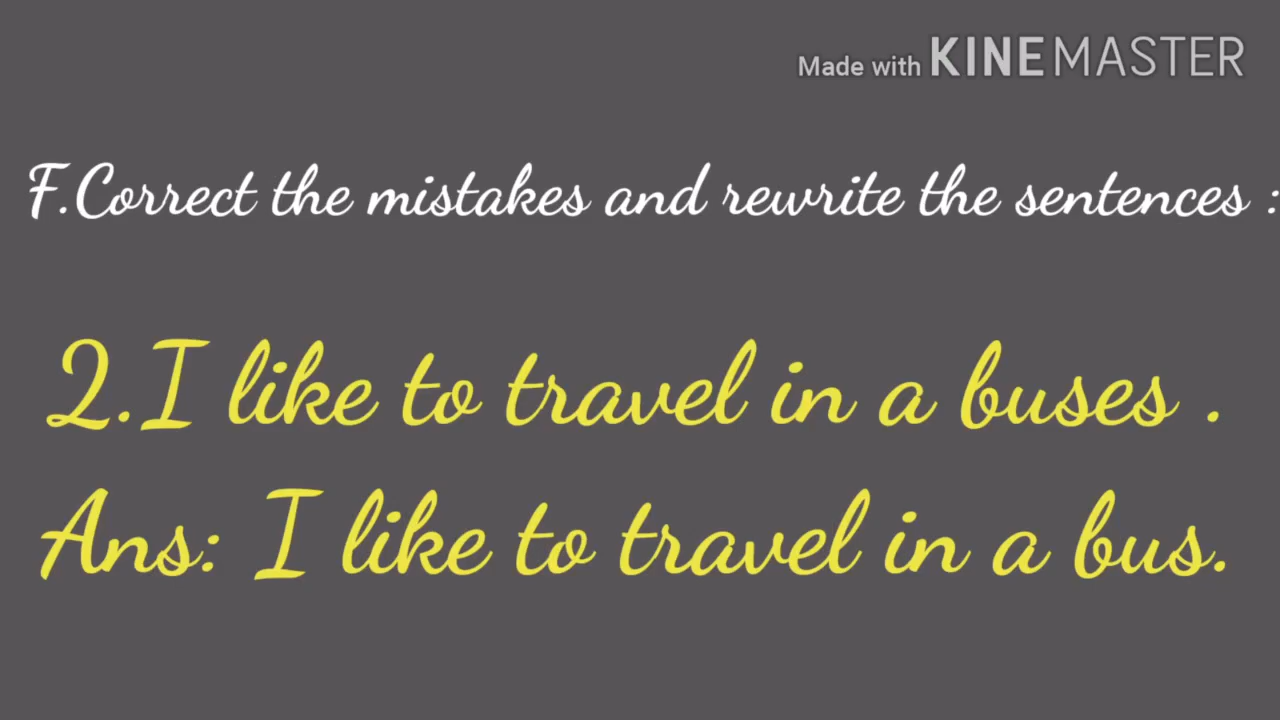 Made with KINEMASTER
F.Correct the mistakes and rewrite the sentences :
2.I like to travel in a buses .
Ans: I like to travel in a bus.